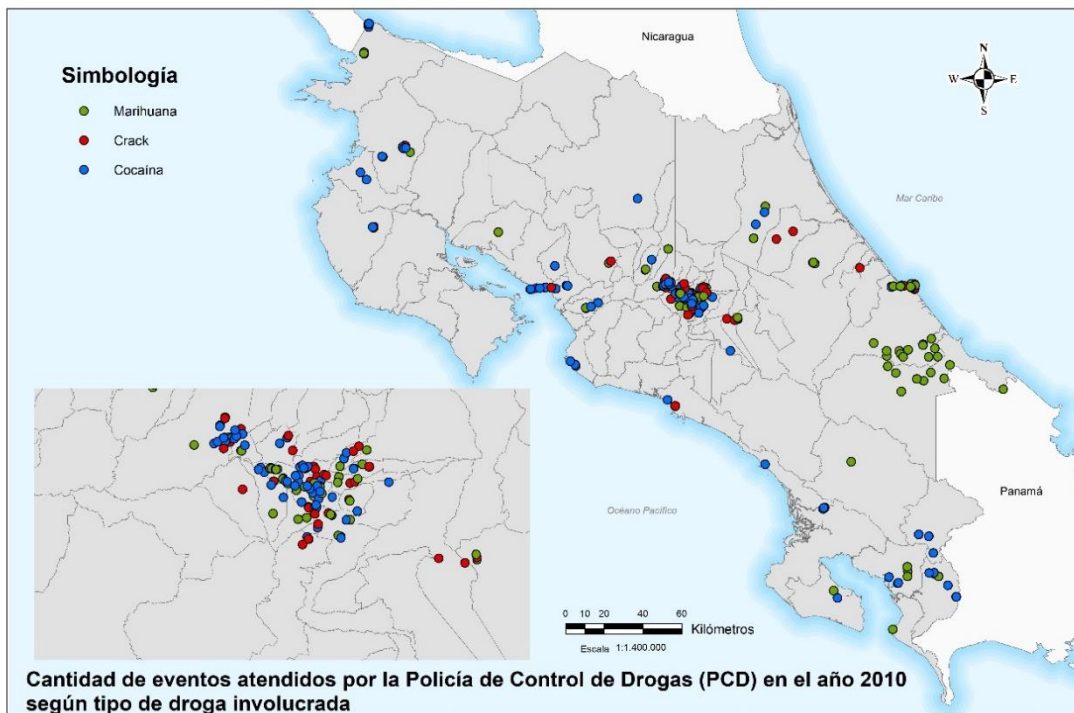 Nicaragua
N
W E
S
Simbología
Marihuana
Crack
Cocaína
Mar Caribe
Panamá
Océano Pacífico
0 10 20 40 60
Kilómetros
Escala 1:1.400.000
Cantidad de eventos atendidos por la Policía de Control de Drogas (PCD) en el año 2010
según tipo de droga involucrada